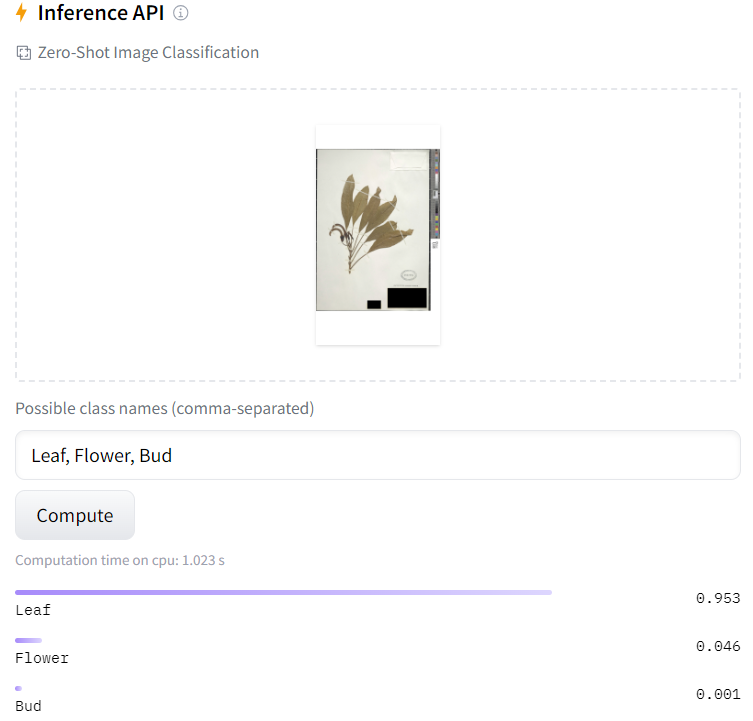 Inference API
Zero-Shot Image Classification
Possible class names (comma-separated)
Leaf, Flower, Bud
Compute
Computation time on cpu: 1.023 s
Leaf 0.953
Flower 0.046
Bud 0.001